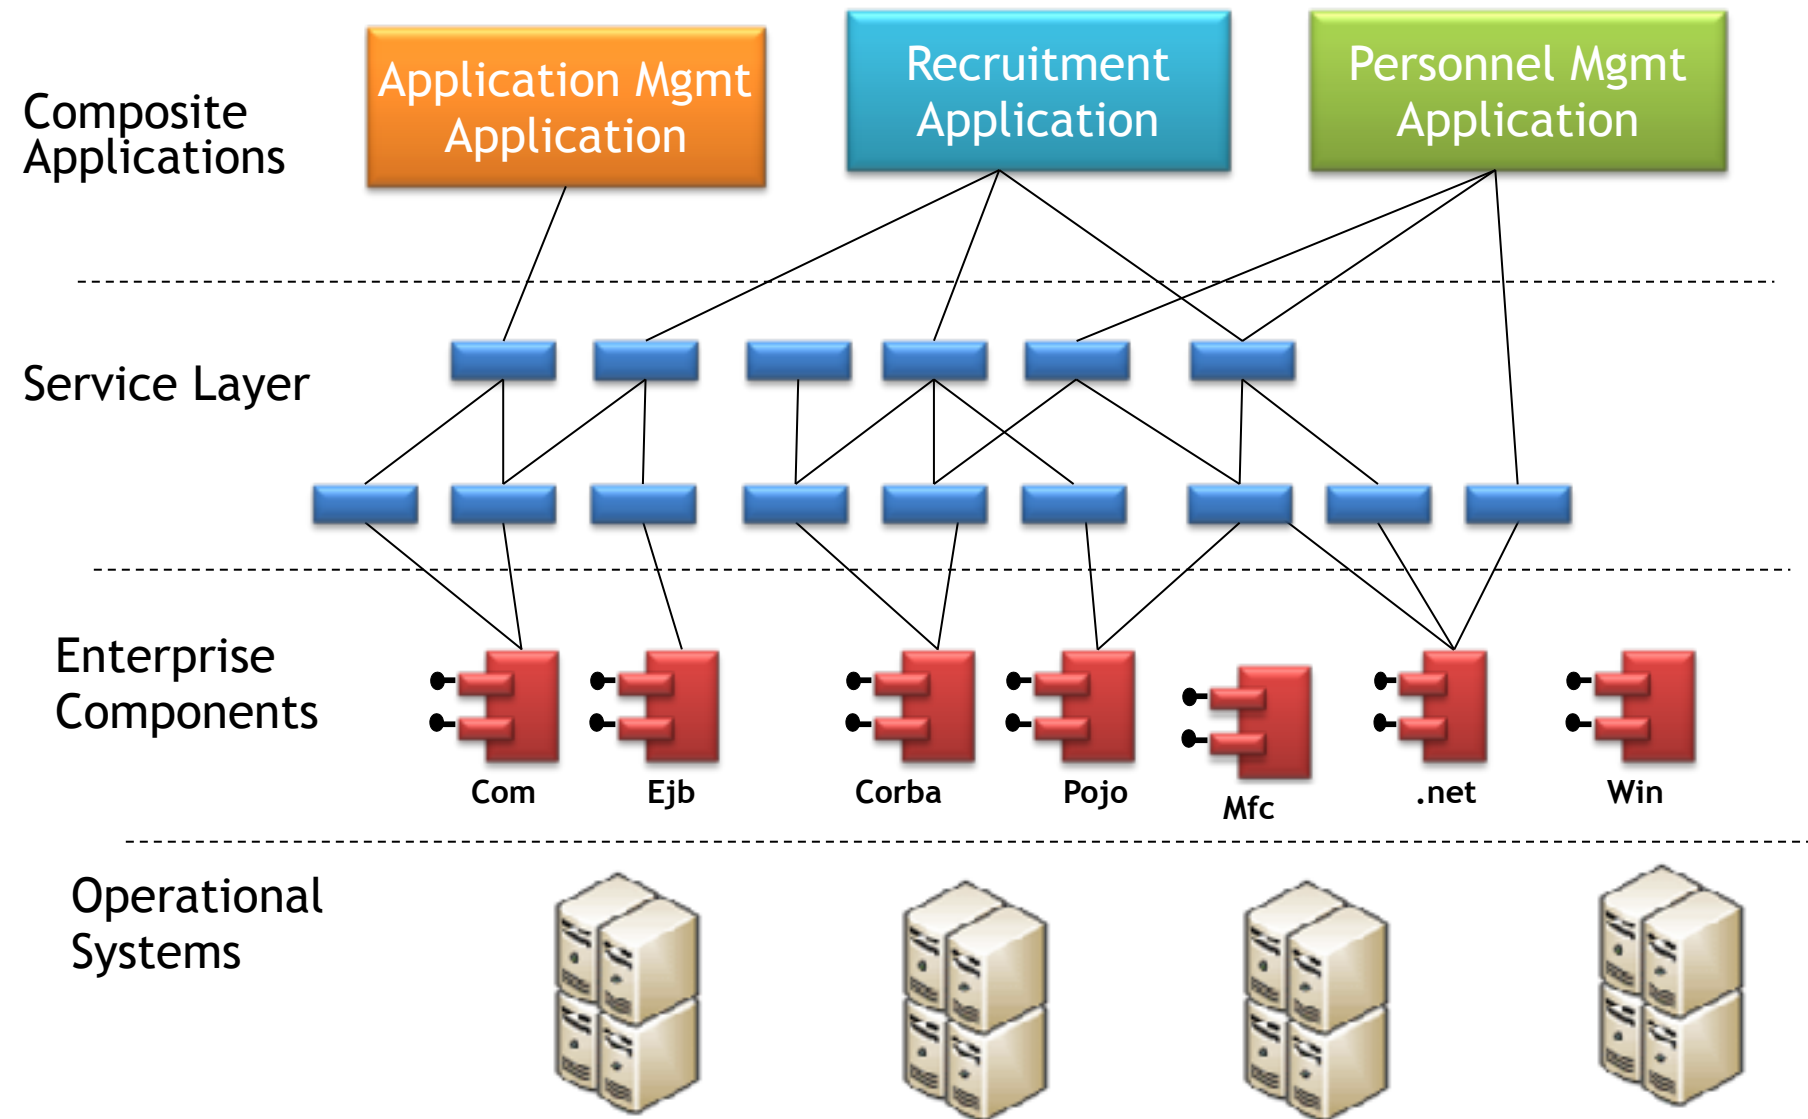 Composite
Applications
Application Mgmt
Application
Recruitment
Application
Personnel Mgmt
Application
Service Layer
Enterprise
Components
Com
Ejb
Corba
Pojo
Mfc
.net
Win
Operational
Systems